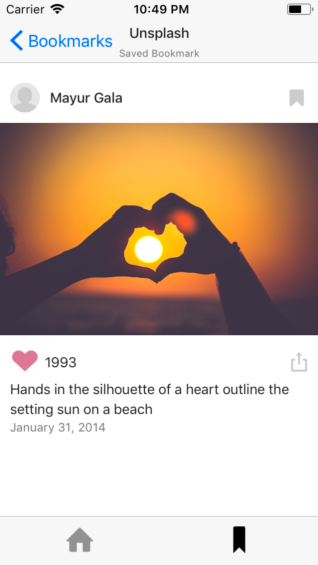 Carrier 10:49 PM
Bookmarks Unsplash
Saved Bookmark
Mayur Gala
1993
Hands in the silhouette of a heart outline the
setting sun on a beach
January 31, 2014